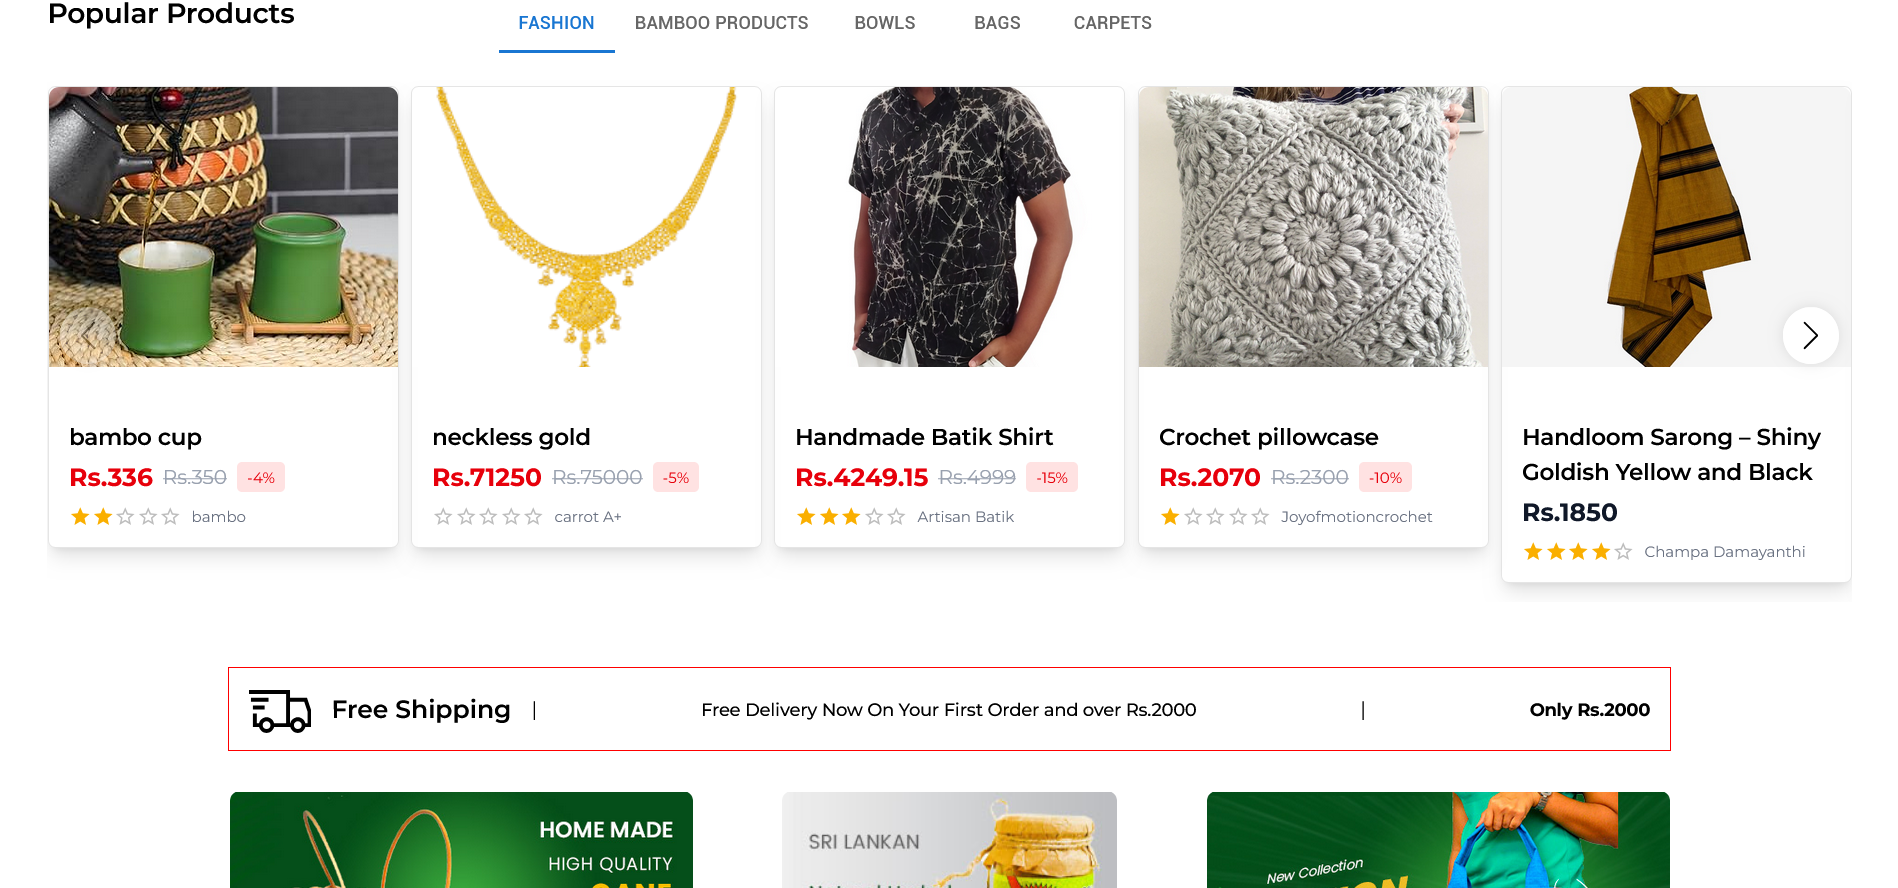 Popular Products
FASHION
BAMBOO PRODUCTS
BOWLS
BAGS
CARPETS
bambo cup
Rs.336 Rs.350 -4%
bambo
neckless gold
Rs.71250 Rs.75000 -5%
carrot A+
Handmade Batik Shirt
Rs.4249.15 Rs.4999 -15%
Artisan Batik
Crochet pillowcase
Rs.2070 Rs.2300 -10%
Joyofmotioncrochet
Handloom Sarong – Shiny
Goldish Yellow and Black
Rs.1850
Champa Damayanthi
Free Shipping | Free Delivery Now On Your First Order and over Rs.2000 | Only Rs.2000
HOME MADE
HIGH QUALITY
CANE
SRI LANKAN
New Collection